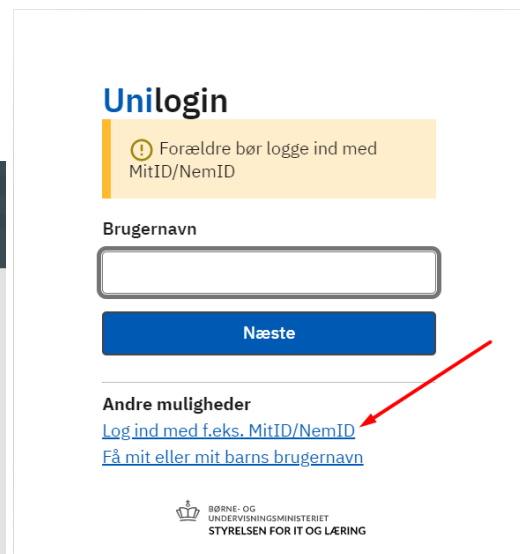 Unilogin
Forældre bør logge ind med
MitID/NemID
Brugernavn
Næste
Andre muligheder
Log ind med f.eks. MitID/NemID
Få mit eller mit barns brugernavn
BØRNE- OG
UNDERVISNINGSMINISTERIET
STYRELSEN FOR IT OG LÆRING